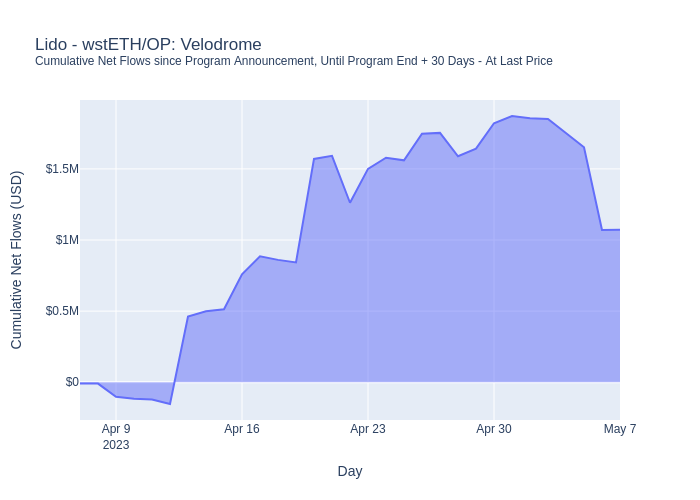 Lido - wstETH/OP: Velodrome
Cumulative Net Flows since Program Announcement, Until Program End + 30 Days - At Last Price
Cumulative Net Flows (USD)
$1.5M
$1M
$0.5M
$0
Apr 9
2023
Apr 16
Apr 23
Apr 30
May 7
Day